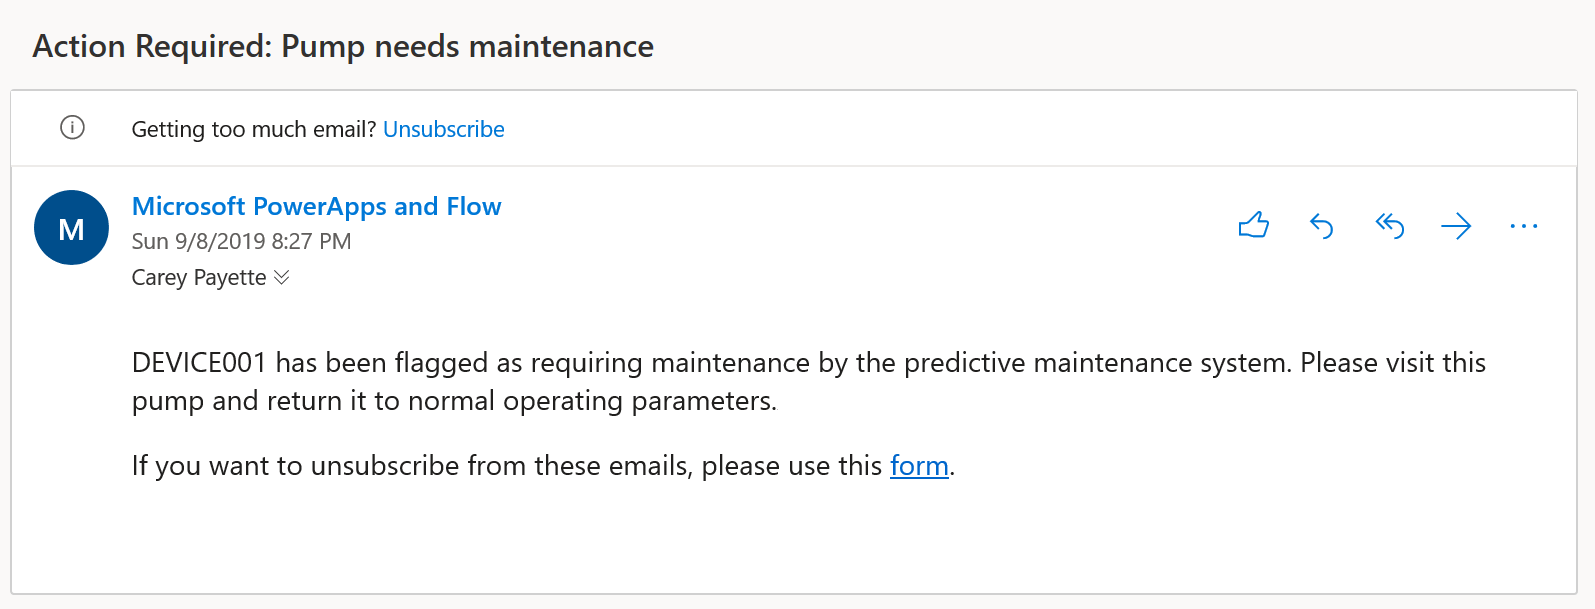 Action Required: Pump needs maintenance
Getting too much email? Unsubscribe
M
Microsoft PowerApps and Flow
Sun 9/8/2019 8:27 PM
Carey Payette
DEVICE001 has been flagged as requiring maintenance by the predictive maintenance system. Please visit this
pump and return it to normal operating parameters.
If you want to unsubscribe from these emails, please use this form.